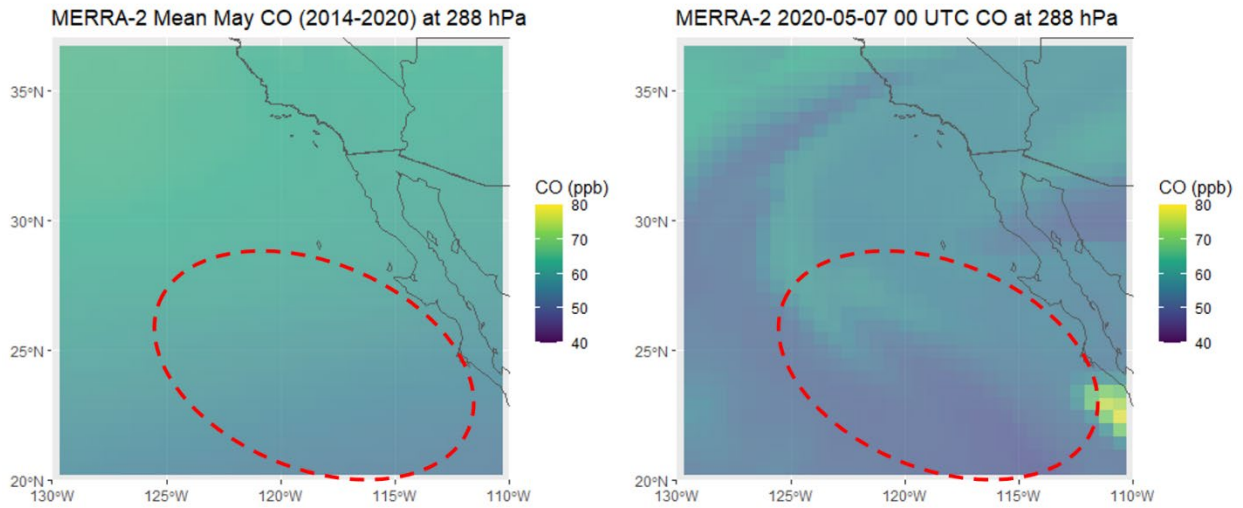 MERRA-2 Mean May CO (2014-2020) at 288 hPa
35°N
30°N
25°N
20°N
130°W 125°W 120°W 115°W 110°W
CO (ppb)
80
70
60
50
40
MERRA-2 2020-05-07 00 UTC CO at 288 hPa
35°N
30°N
25°N
20°N
130°W 125°W 120°W 115°W 110°W
CO (ppb)
80
70
60
50
40